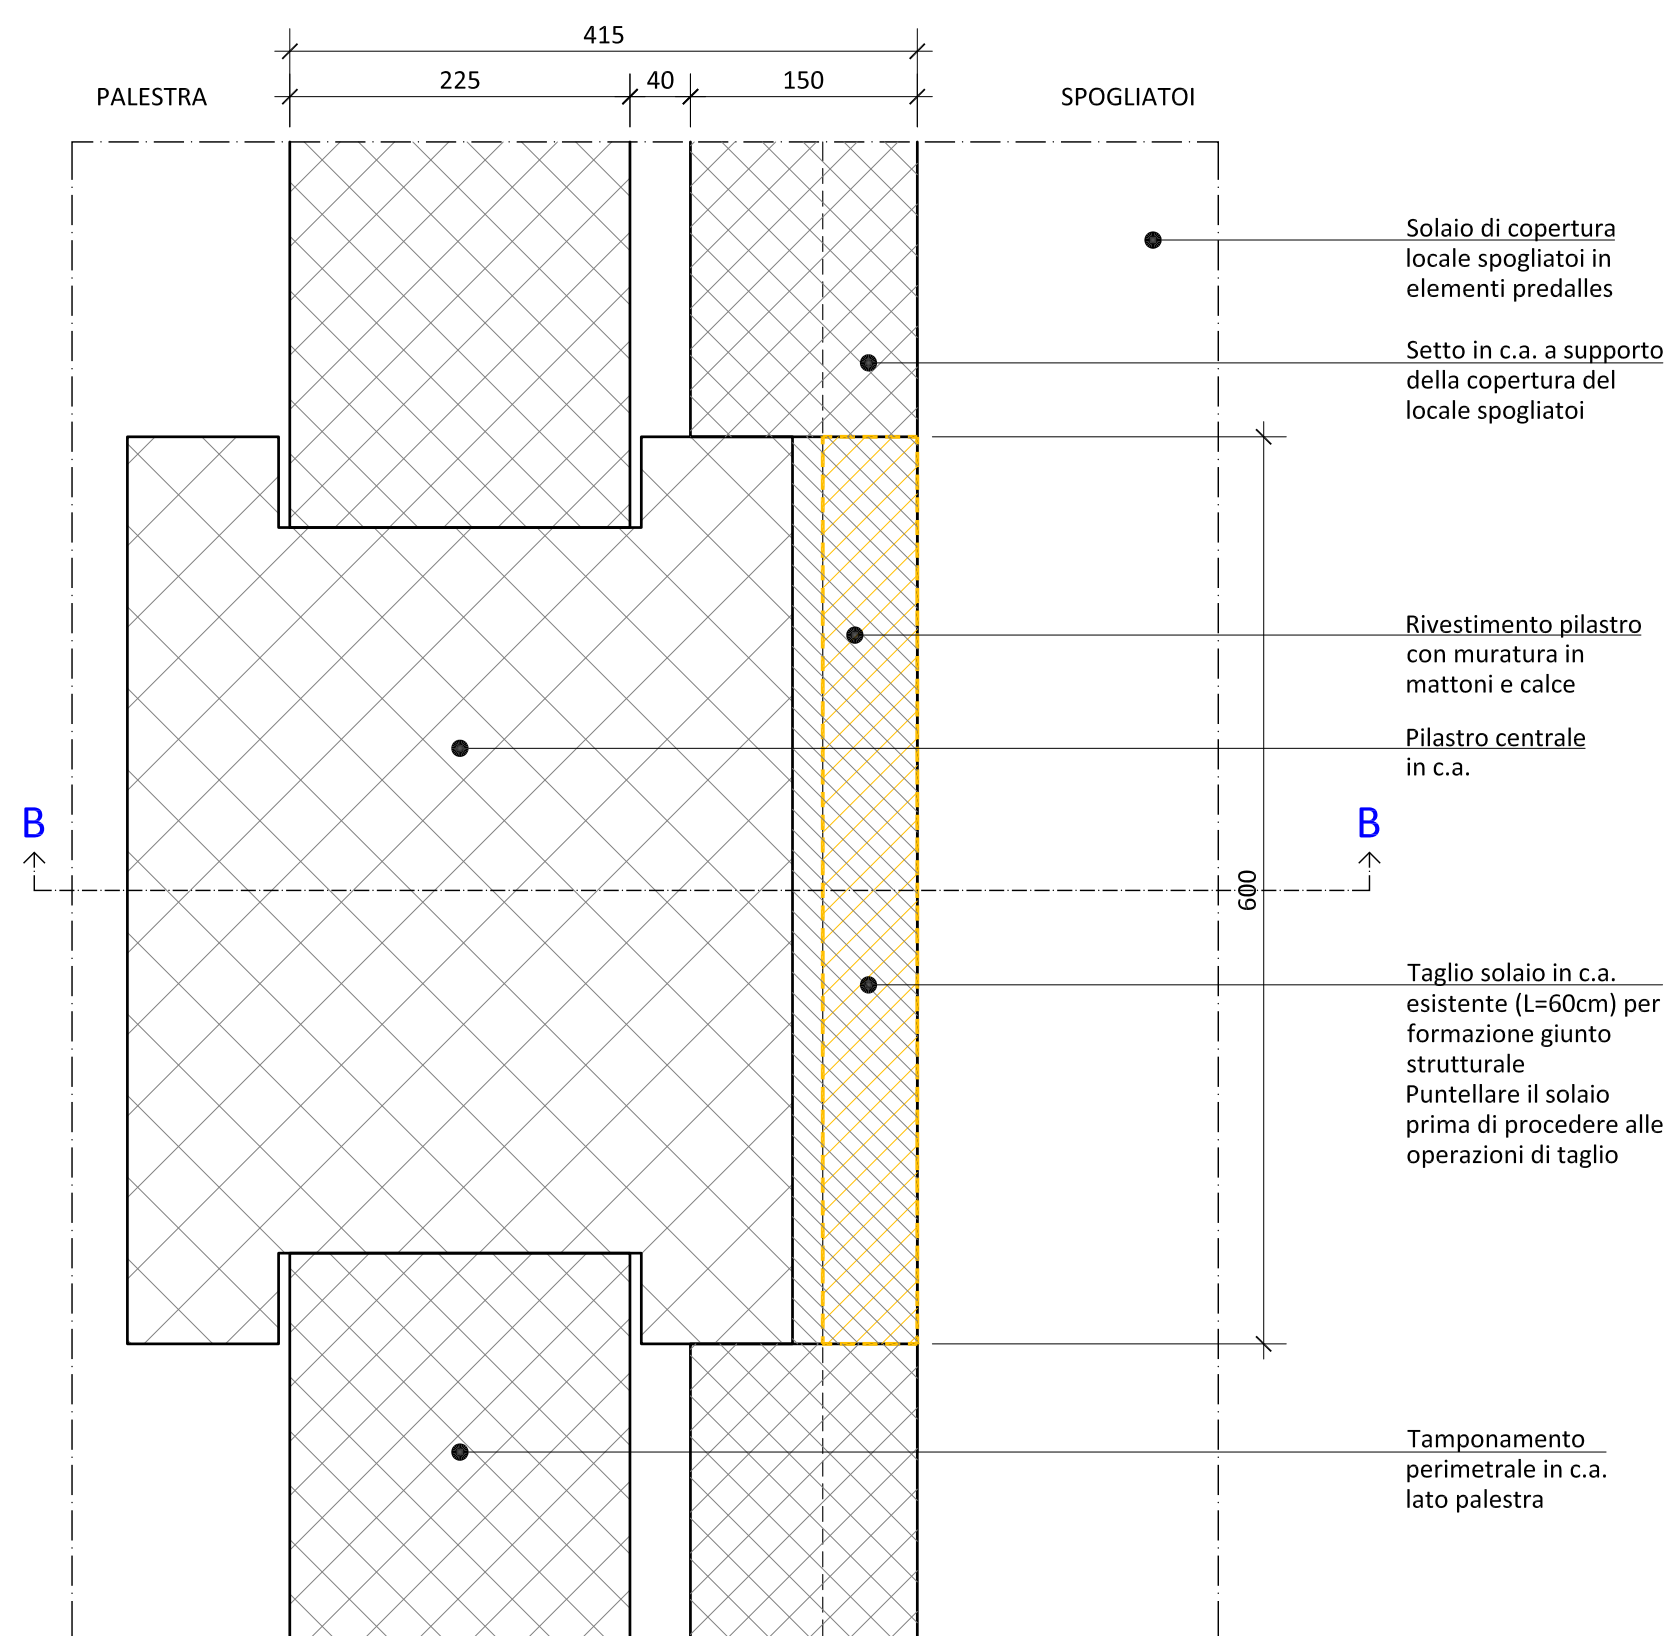 415
225
40
150
PALESTRA
SPOGLIATOI
Solaio di copertura
locale spogliatoi in
elementi predalles
Setto in c.a. a supporto
della copertura del
locale spogliatoi
Rivestimento pilastro
con muratura in
mattoni e calce
Pilastro centrale
in c.a.
B
B
600
Taglio solaio in c.a.
esistente (L=60cm) per
formazione giunto
strutturale
Puntellare il solaio
prima di procedere alle
operazioni di taglio
Tamponamento
perimetrale in c.a.
lato palestra